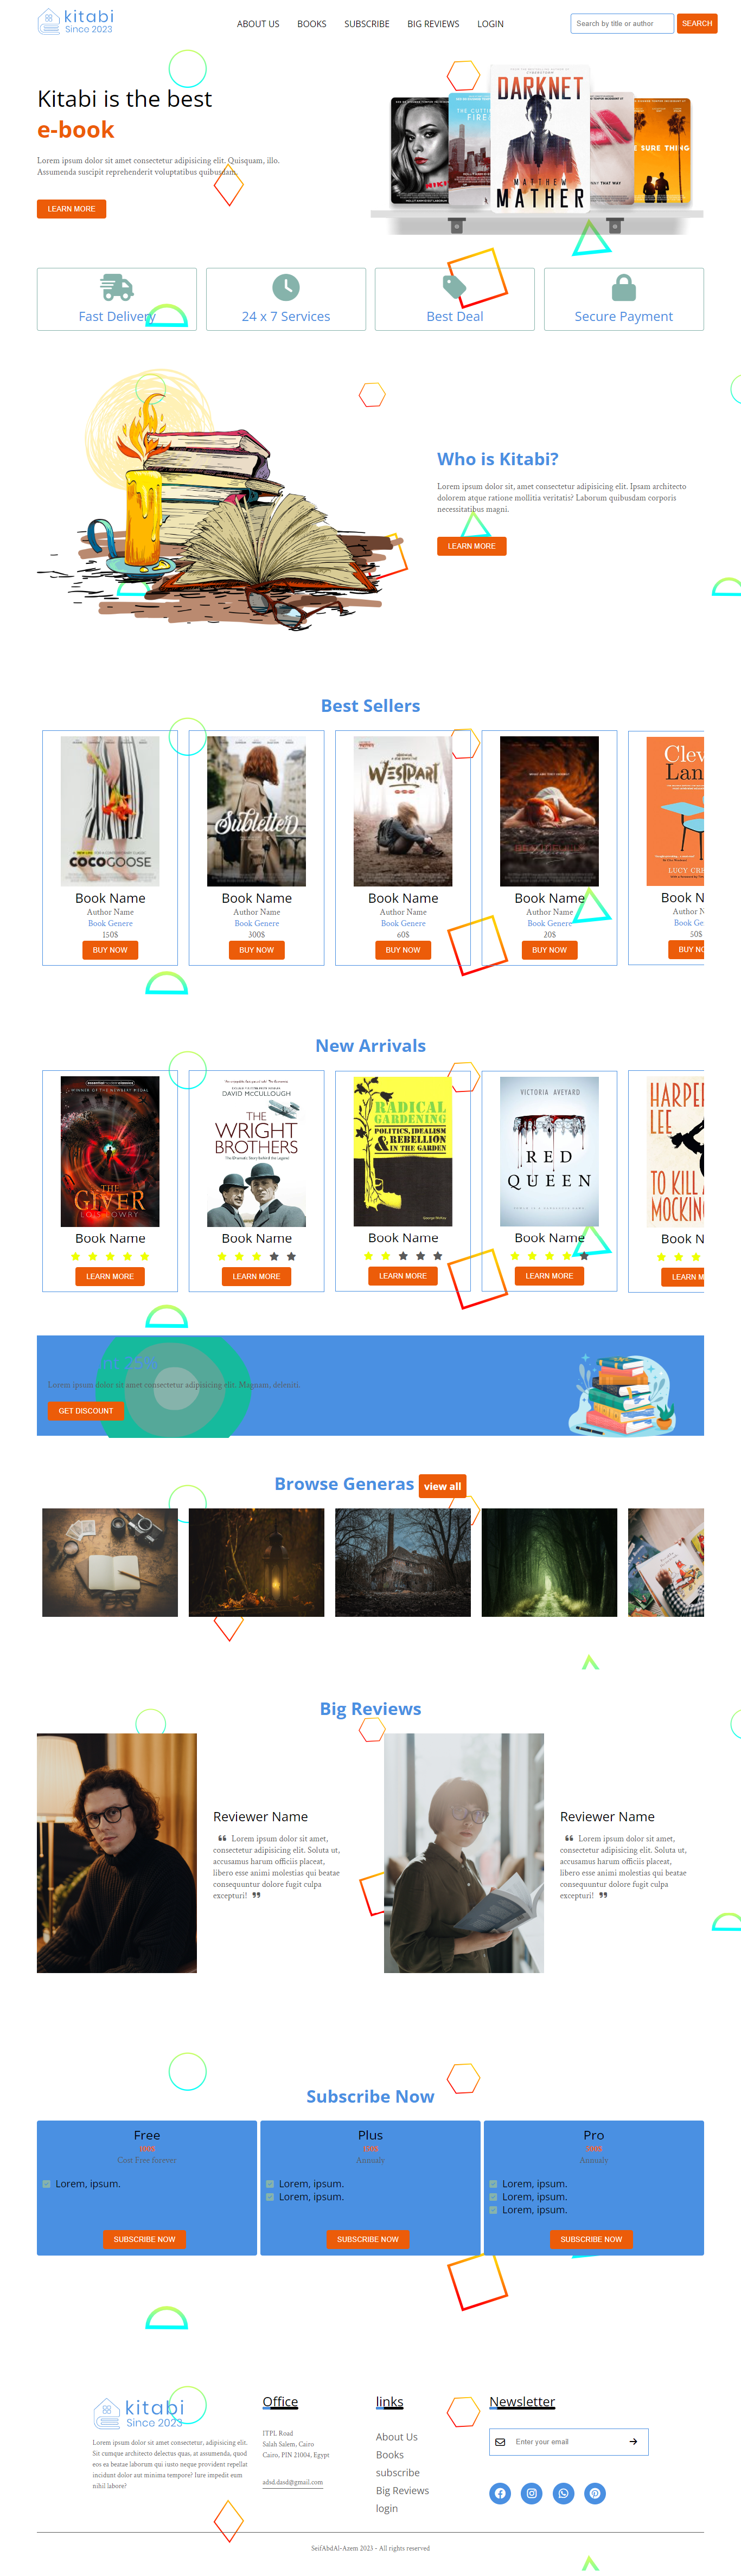 kitabi
Since 2023
ABOUT US
BOOKS
SUBSCRIBE
BIG REVIEWS
LOGIN
Search by title or author
SEARCH
Kitabi is the best
e-book
Lorem ipsum dolor sit amet consectetur adipisicing elit. Quisquam, illo.
Assumenda suscipit reprehenderit voluptatibus quibusdam.
LEARN MORE
DARKNET
MATTHEW
MATHER
THAT WAY
E SURE THING
Fast Delivery
24 x 7 Services
Best Deal
Secure Payment
Who is Kitabi?
Lorem ipsum dolor sit, amet consectetur adipisicing elit. Ipsam architecto
dolorem atque ratione mollitia veritatis? Laborum quibusdam corporis
necessitatibus magni.
LEARN MORE
Best Sellers
COCOGOOSE
Book Name
Author Name
Book Genere
150$
BUY NOW
Subletter
Book Name
Author Name
Book Genere
300$
BUY NOW
WESTPART
Book Name
Author Name
Book Genere
60$
BUY NOW
Book Name
Author Name
Book Genere
20$
BUY NOW
Clev
Lan
LUCY CR
Book N
Author N
Book Ge
50$
BUY NO
New Arrivals
THE
GIVER
LOIS LOWRY
Book Name
LEARN MORE
DAVID McCULLOUGH
THE
WRIGHT
BROTHERS
Book Name
LEARN MORE
RADICAL
GARDENING
POLITICS, IDEALISM
& REBELLION
IN THE GARDEN
Book Name
LEARN MORE
VICTORIA AVEYARD
RED
QUEEN
Book Name
LEARN MORE
HARPE
LEE
TO KILL
MOCKIN
Book N
LEARN M
25%
Lorem ipsum dolor sit amet consectetur adipisicing elit. Magnam, deleniti.
GET DISCOUNT
Browse Generas
view all
Big Reviews
Reviewer Name
❝ Lorem ipsum dolor sit amet,
consectetur adipisicing elit. Soluta ut,
accusamus harum officiis placeat,
libero esse animi molestias qui beatae
consequuntur dolore fugit culpa
excepturi! ❞
Reviewer Name
❝ Lorem ipsum dolor sit amet,
consectetur adipisicing elit. Soluta ut,
accusamus harum officiis placeat,
libero esse animi molestias qui beatae
consequuntur dolore fugit culpa
excepturi! ❞
Subscribe Now
Free
Cost Free forever
Lorem, ipsum.
SUBSCRIBE NOW
Plus
Annualy
Lorem, ipsum.
Lorem, ipsum.
SUBSCRIBE NOW
Pro
Annualy
Lorem, ipsum.
Lorem, ipsum.
Lorem, ipsum.
SUBSCRIBE NOW
kitabi
Since 2023
Lorem ipsum dolor sit amet consectetur, adipisicing elit.
Sit cumque architecto delectus quas, at assumenda, quod
eos ea beatae laborum qui iusto neque provident repellat
incidunt dolor aut minima tempore? Iure impedit eum
nihil labore?
Office
ITPL Road
Salah Salem, Cairo
Cairo, PIN 21004, Egypt
adsd.dasd@gmail.com
links
About Us
Books
subscribe
Big Reviews
login
Newsletter
Enter your email
SeifAbdAl-Azem 2023 - All rights reserved